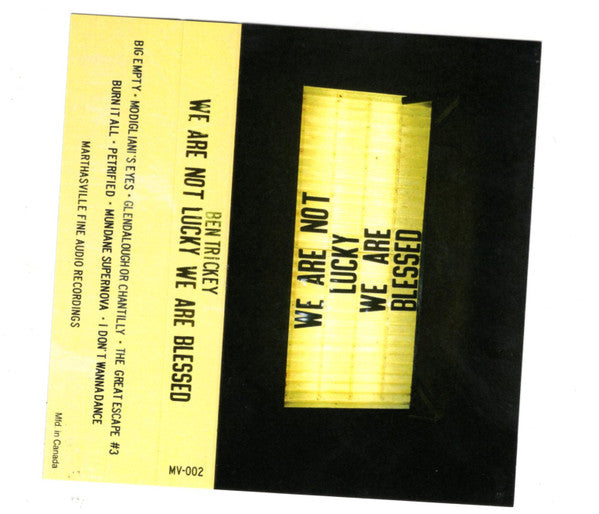 BIG EMPTY • MODIGLIANI'S EYES • GLENDALOUGH OR CHANTILLY • THE GREAT ESCAPE #3
BURN IT ALL • PETRIFIED • MUNDANE SUPERNOVA • I DON'T WANNA DANCE
MARTHASVILLE FINE AUDIO RECORDINGS
Mfd in Canada
BEN TRICKEY
WE ARE NOT LUCKY WE ARE BLESSED
MV-002
WE ARE NOT
LUCKY
WE ARE
BLESSED